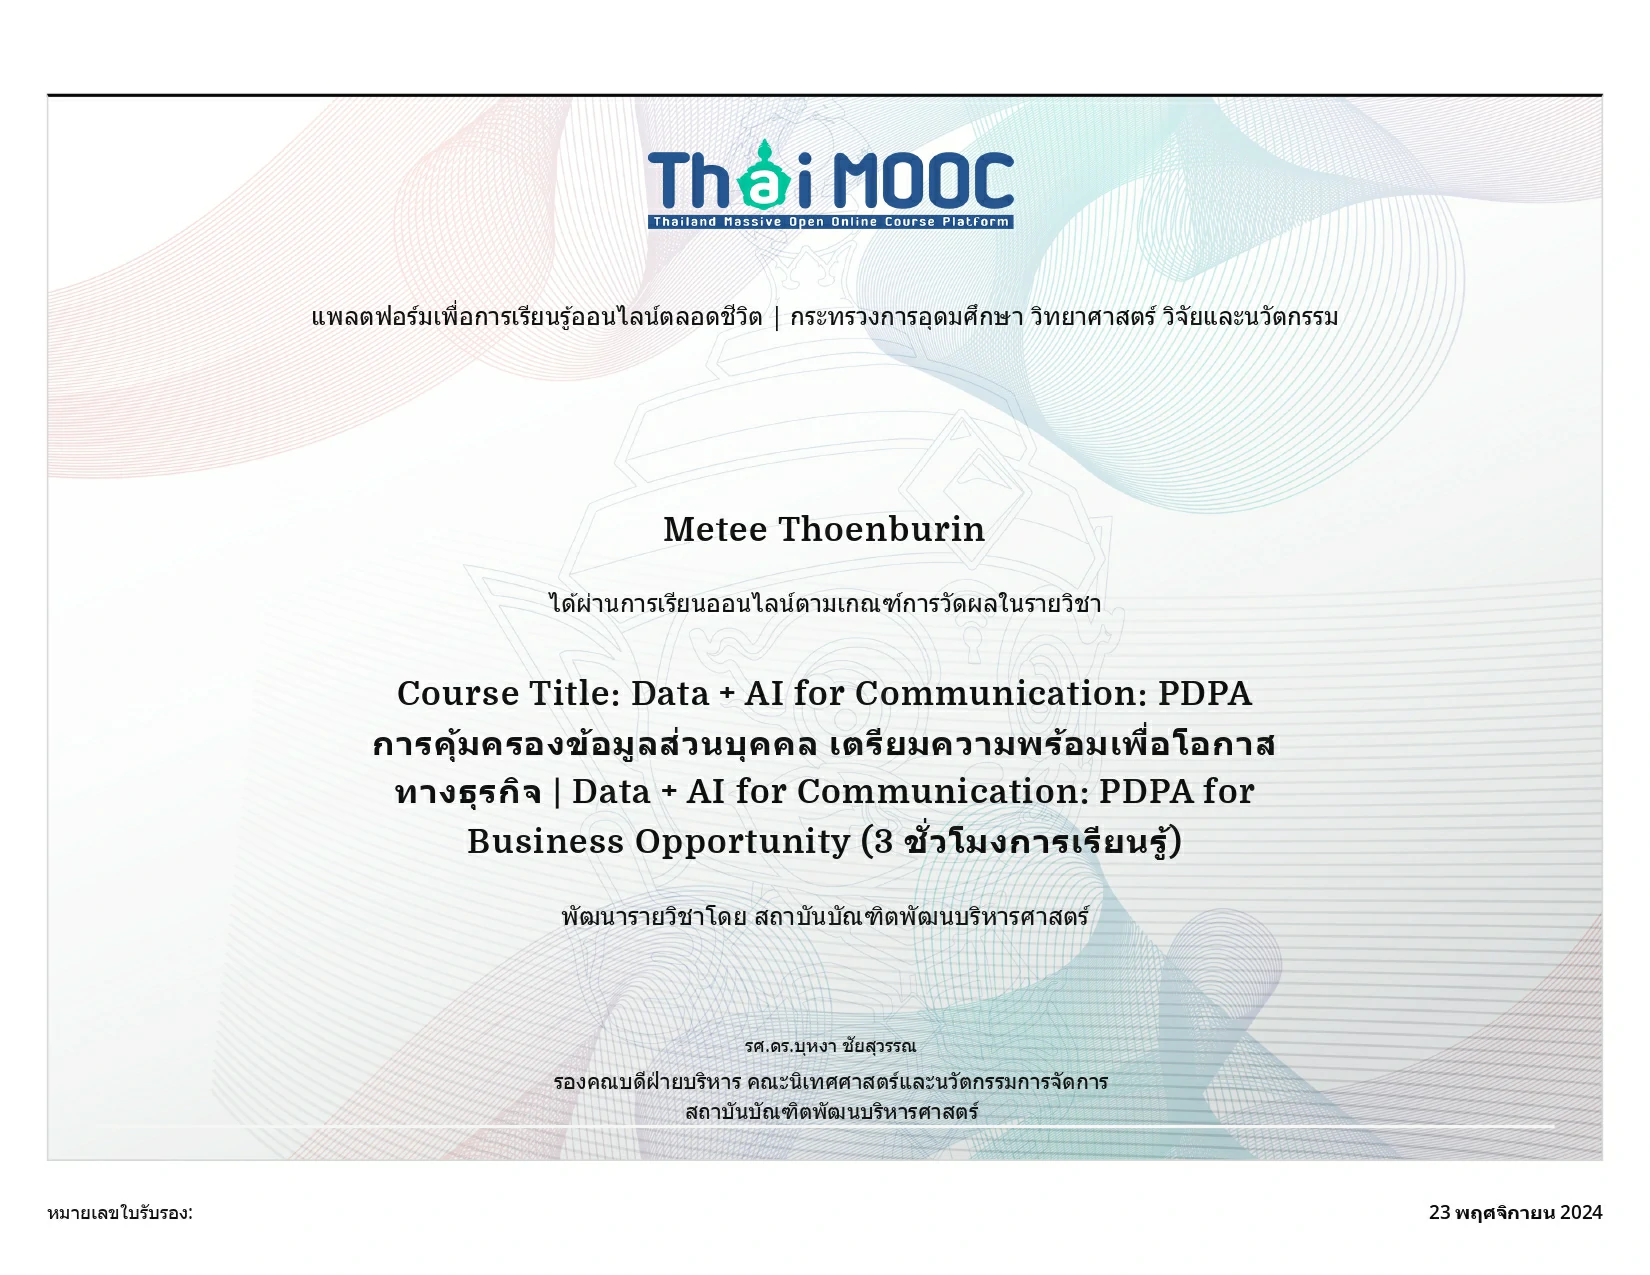 Thai MOOC
Thailand Massive Open Online Course Platform
แพลตฟอร์มเพื่อการเรียนรู้ออนไลน์ตลอดชีวิต | กระทรวงการอุดมศึกษา วิทยาศาสตร์ วิจัยและนวัตกรรม
Metee Thoenburin
ได้ผ่านการเรียนออนไลน์ตามเกณฑ์การวัดผลในรายวิชา
Course Title: Data + AI for Communication: PDPA
การคุ้มครองข้อมูลส่วนบุคคล เตรียมความพร้อมเพื่อโอกาส
ทางธุรกิจ | Data + AI for Communication: PDPA for
Business Opportunity (3 ชั่วโมงการเรียนรู้)
พัฒนารายวิชาโดย สถาบันบัณฑิตพัฒนบริหารศาสตร์
รศ.ดร.บุหงา ชัยสุวรรณ
รองคณบดีฝ่ายบริหาร คณะนิเทศศาสตร์และนวัตกรรมการจัดการ
สถาบันบัณฑิตพัฒนบริหารศาสตร์
หมายเลขใบรับรอง:
23 พฤศจิกายน 2024